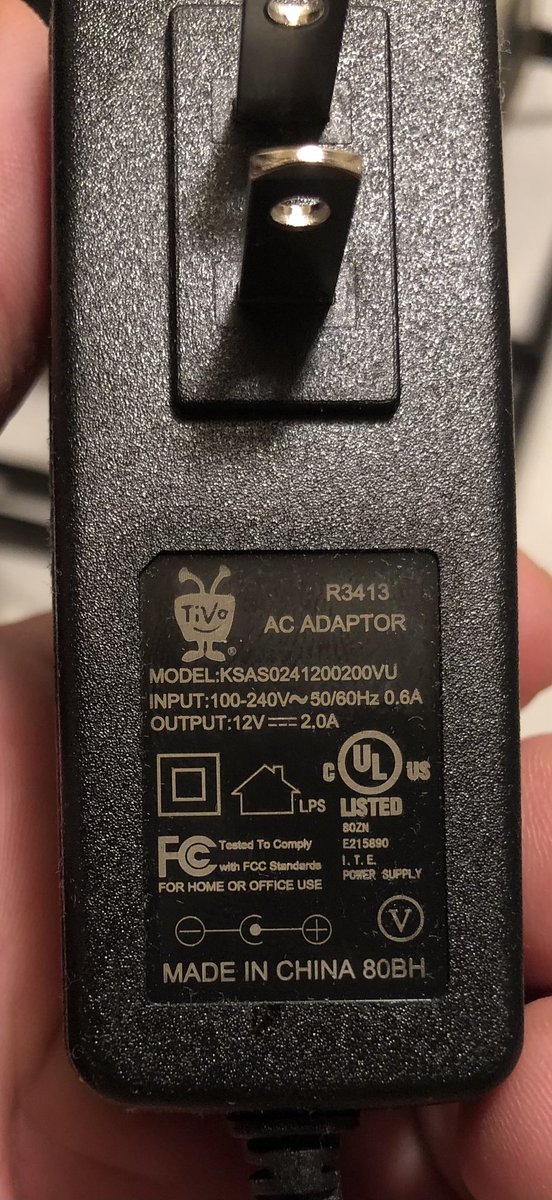 TiVo
®
R3413
AC ADAPTOR
MODEL:KSAS0241200200VU
INPUT:100-240V~50/60Hz 0.6A
OUTPUT:12V⎓2.0A
LPS
C UL US
LISTED
80ZN
E215890
I. T. E.
POWER SUPPLY
FC Tested To Comply
with FCC Standards
FOR HOME OR OFFICE USE
V
MADE IN CHINA 80BH